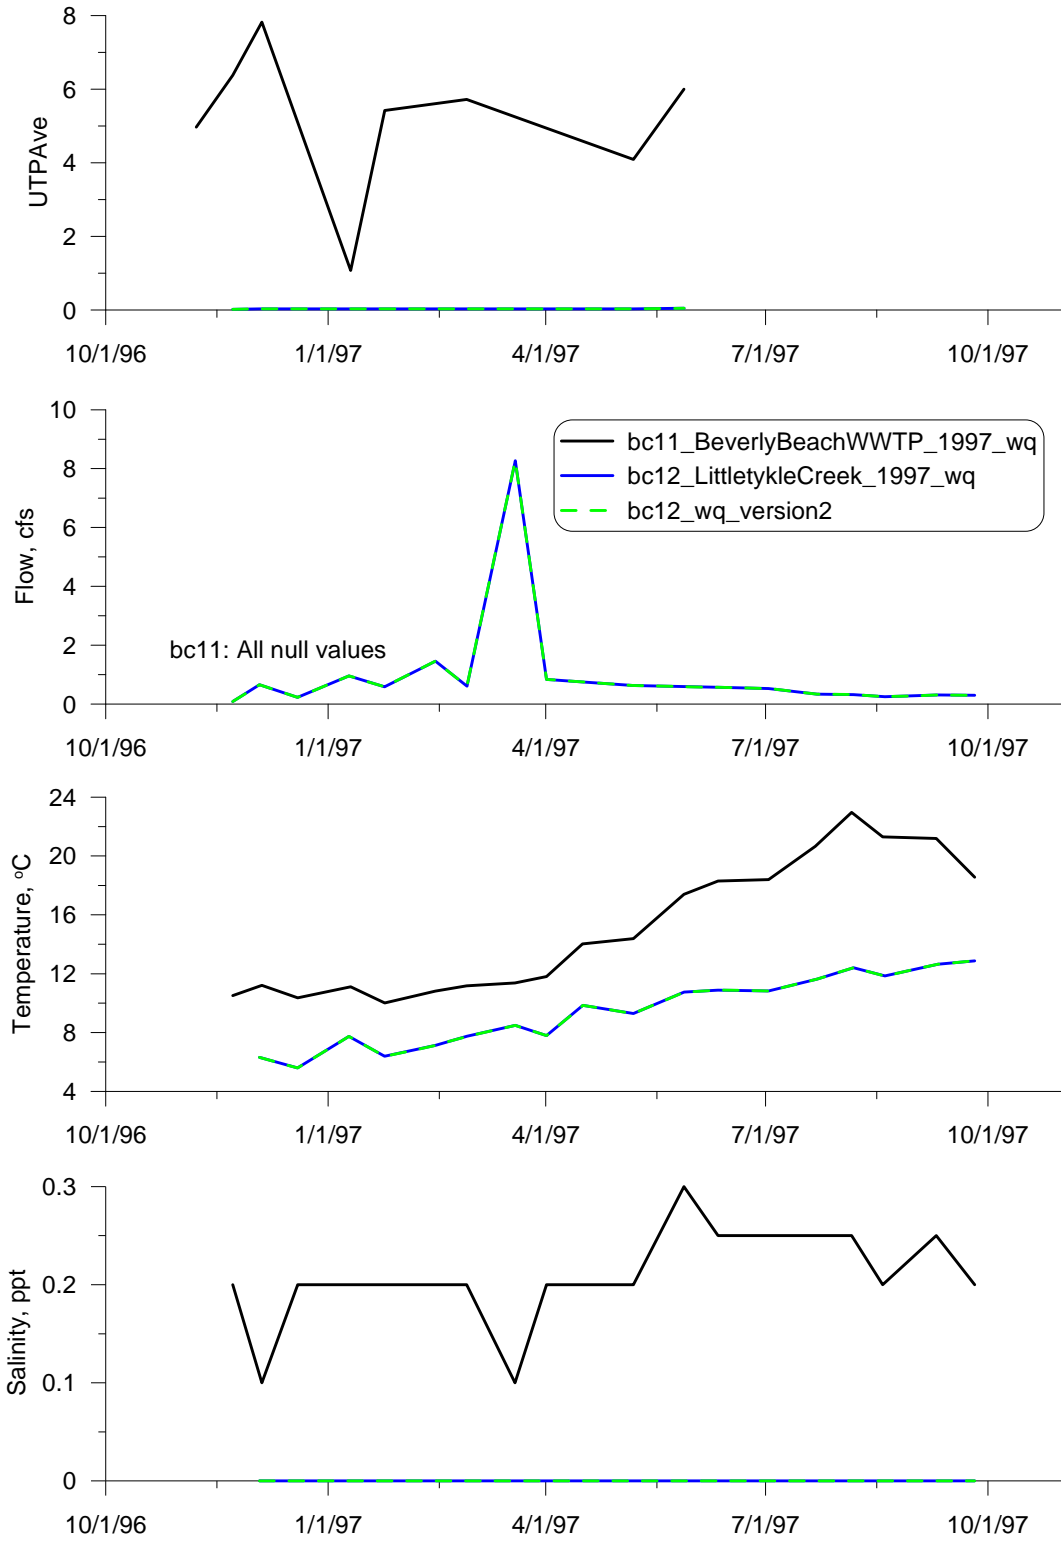 8
6
4
2
0
UTPAve
10/1/96 1/1/97 4/1/97 7/1/97 10/1/97
10
8
6
4
2
0
Flow, cfs
bc11_BeverlyBeachWWTP_1997_wq
bc12_LittletykleCreek_1997_wq
bc12_wq_version2
bc11: All null values
10/1/96 1/1/97 4/1/97 7/1/97 10/1/97
24
20
16
12
8
4
Temperature, ºC
10/1/96 1/1/97 4/1/97 7/1/97 10/1/97
0.3
0.2
0.1
0
Salinity, ppt
10/1/96 1/1/97 4/1/97 7/1/97 10/1/97